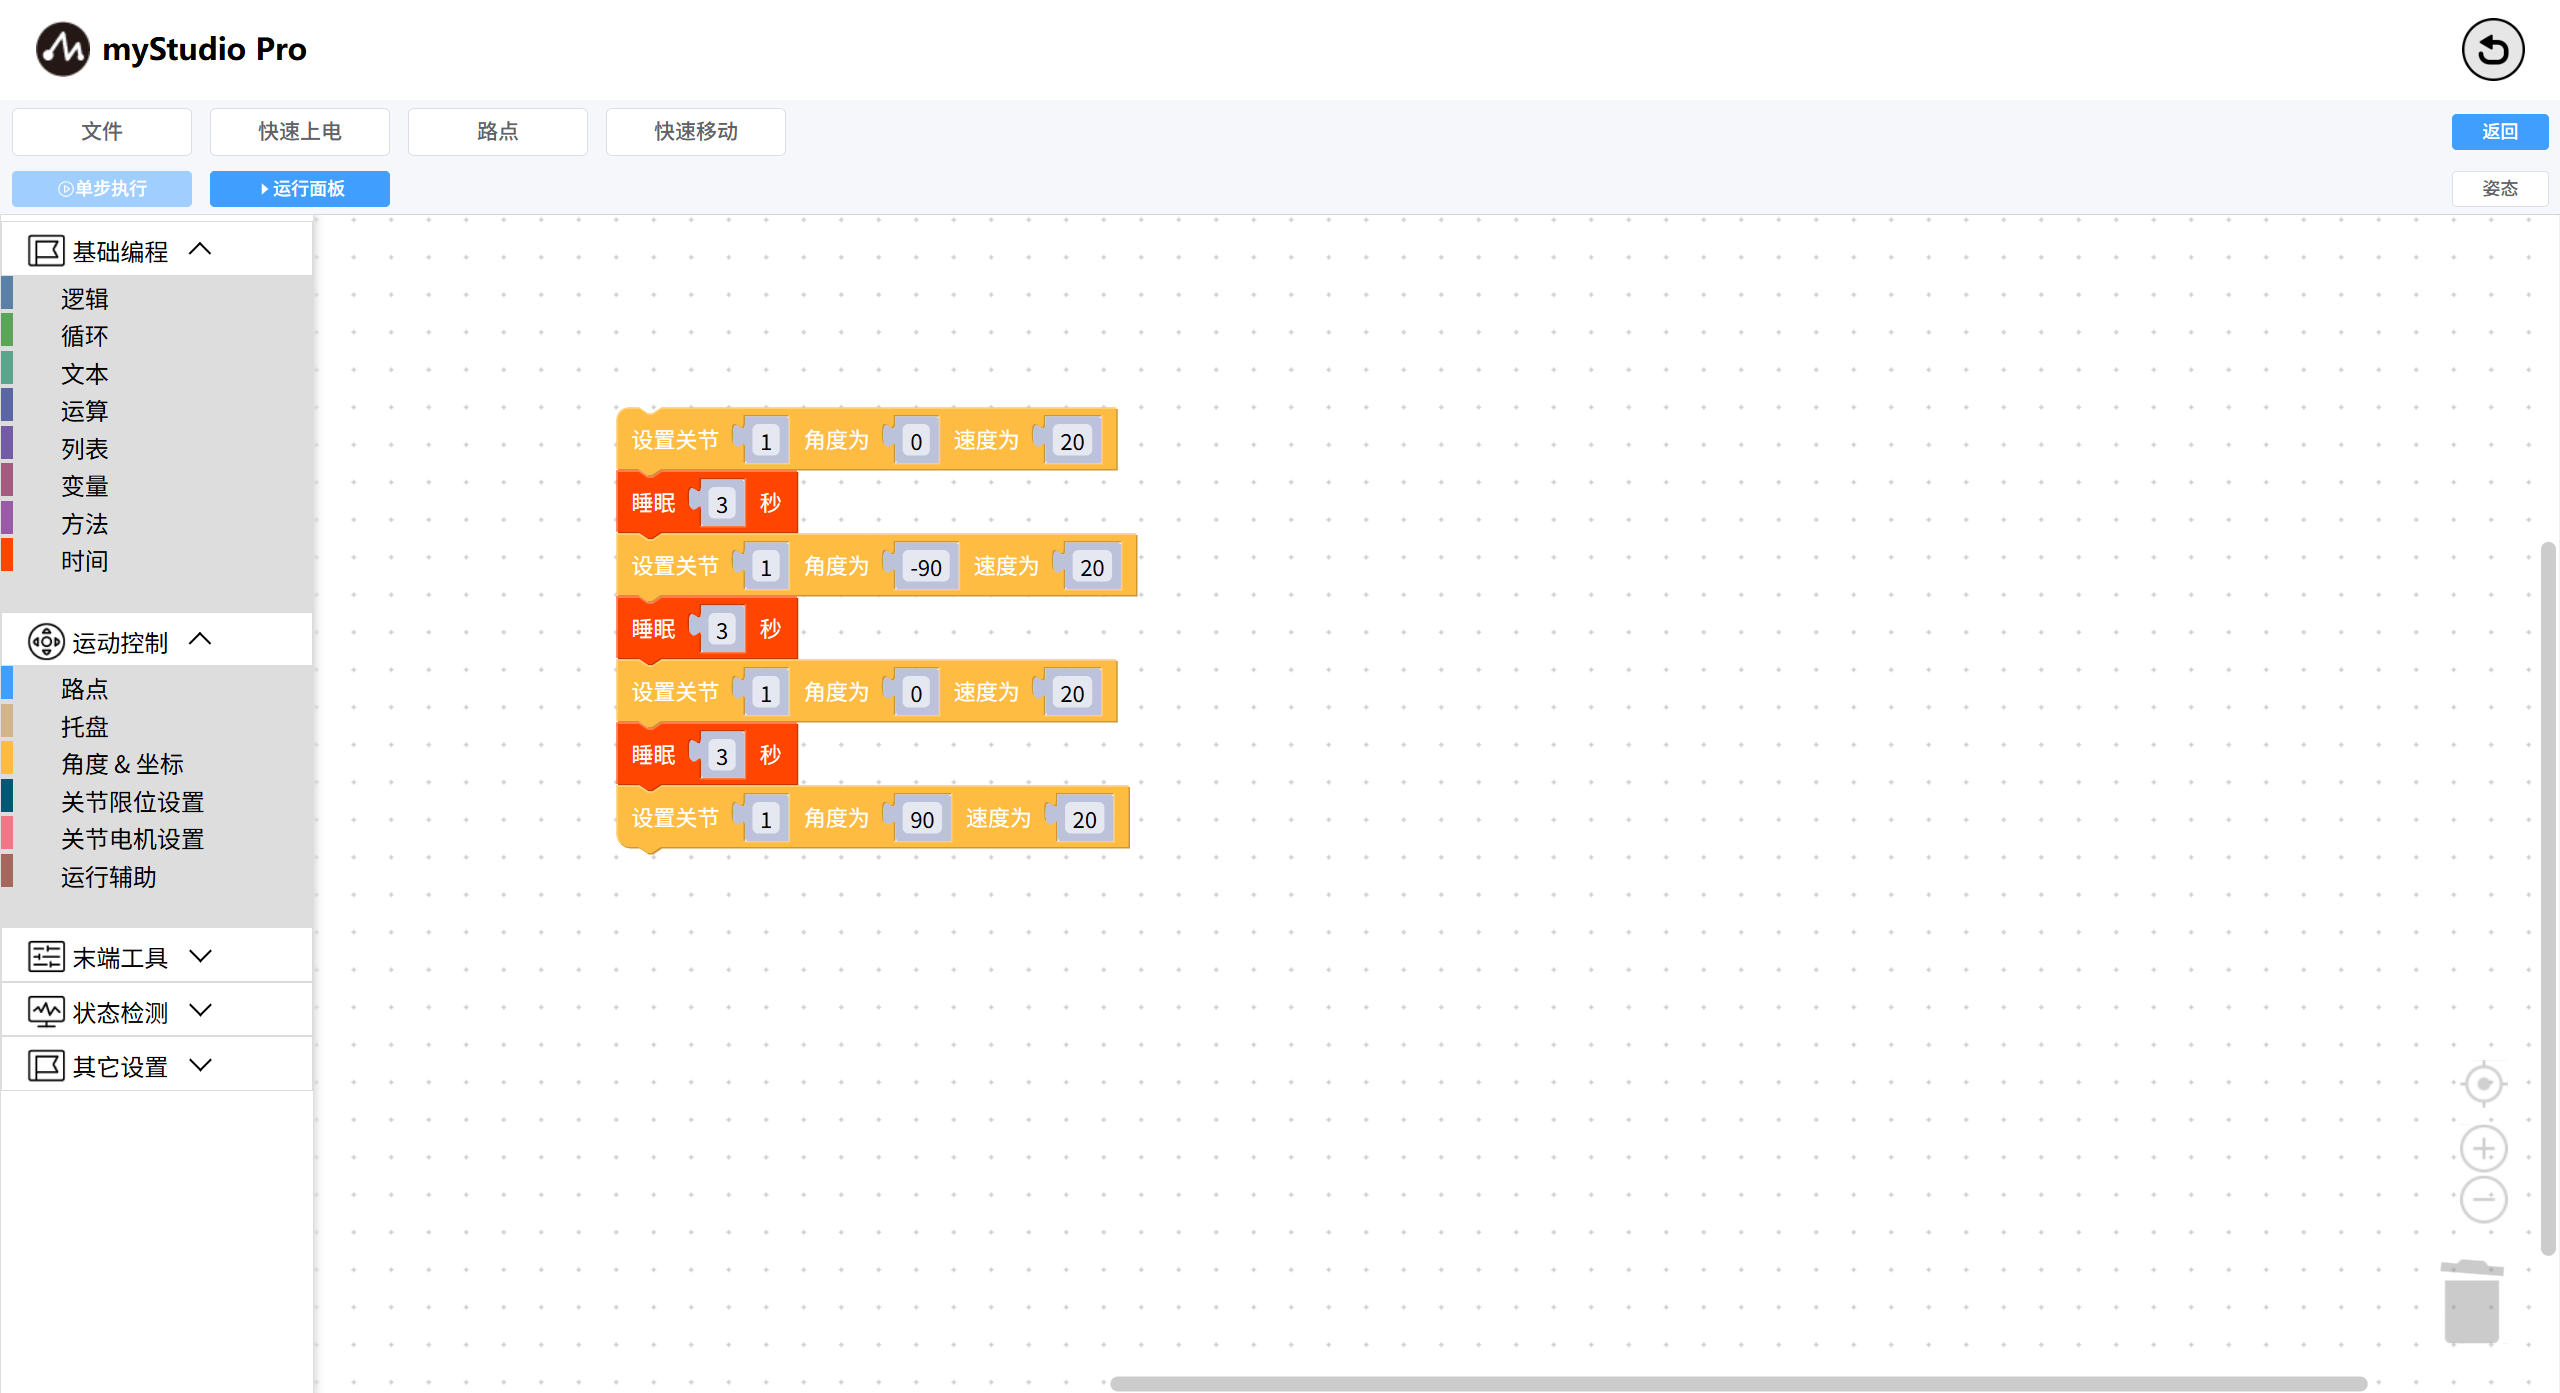 myStudio Pro
文件
快速上电
路点
快速移动
返回
单步执行
运行面板
姿态
基础编程
逻辑
循环
文本
运算
列表
变量
方法
时间
运动控制
路点
托盘
角度 & 坐标
关节限位设置
关节电机设置
运行辅助
末端工具
状态检测
其它设置
设置关节 1 角度为 0 速度为 20
睡眠 3 秒
设置关节 1 角度为 -90 速度为 20
睡眠 3 秒
设置关节 1 角度为 0 速度为 20
睡眠 3 秒
设置关节 1 角度为 90 速度为 20